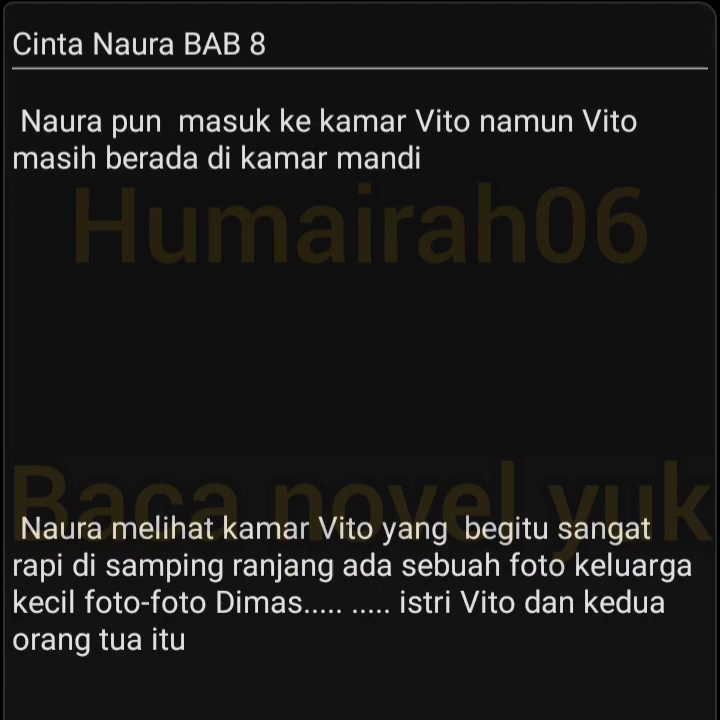 Cinta Naura BAB 8
Naura pun  masuk ke kamar Vito namun Vito
masih berada di kamar mandi
Humairah06
Baca novel yuk
Naura melihat kamar Vito yang  begitu sangat
rapi di samping ranjang ada sebuah foto keluarga
kecil foto-foto Dimas..... ..... istri Vito dan kedua
orang tua itu